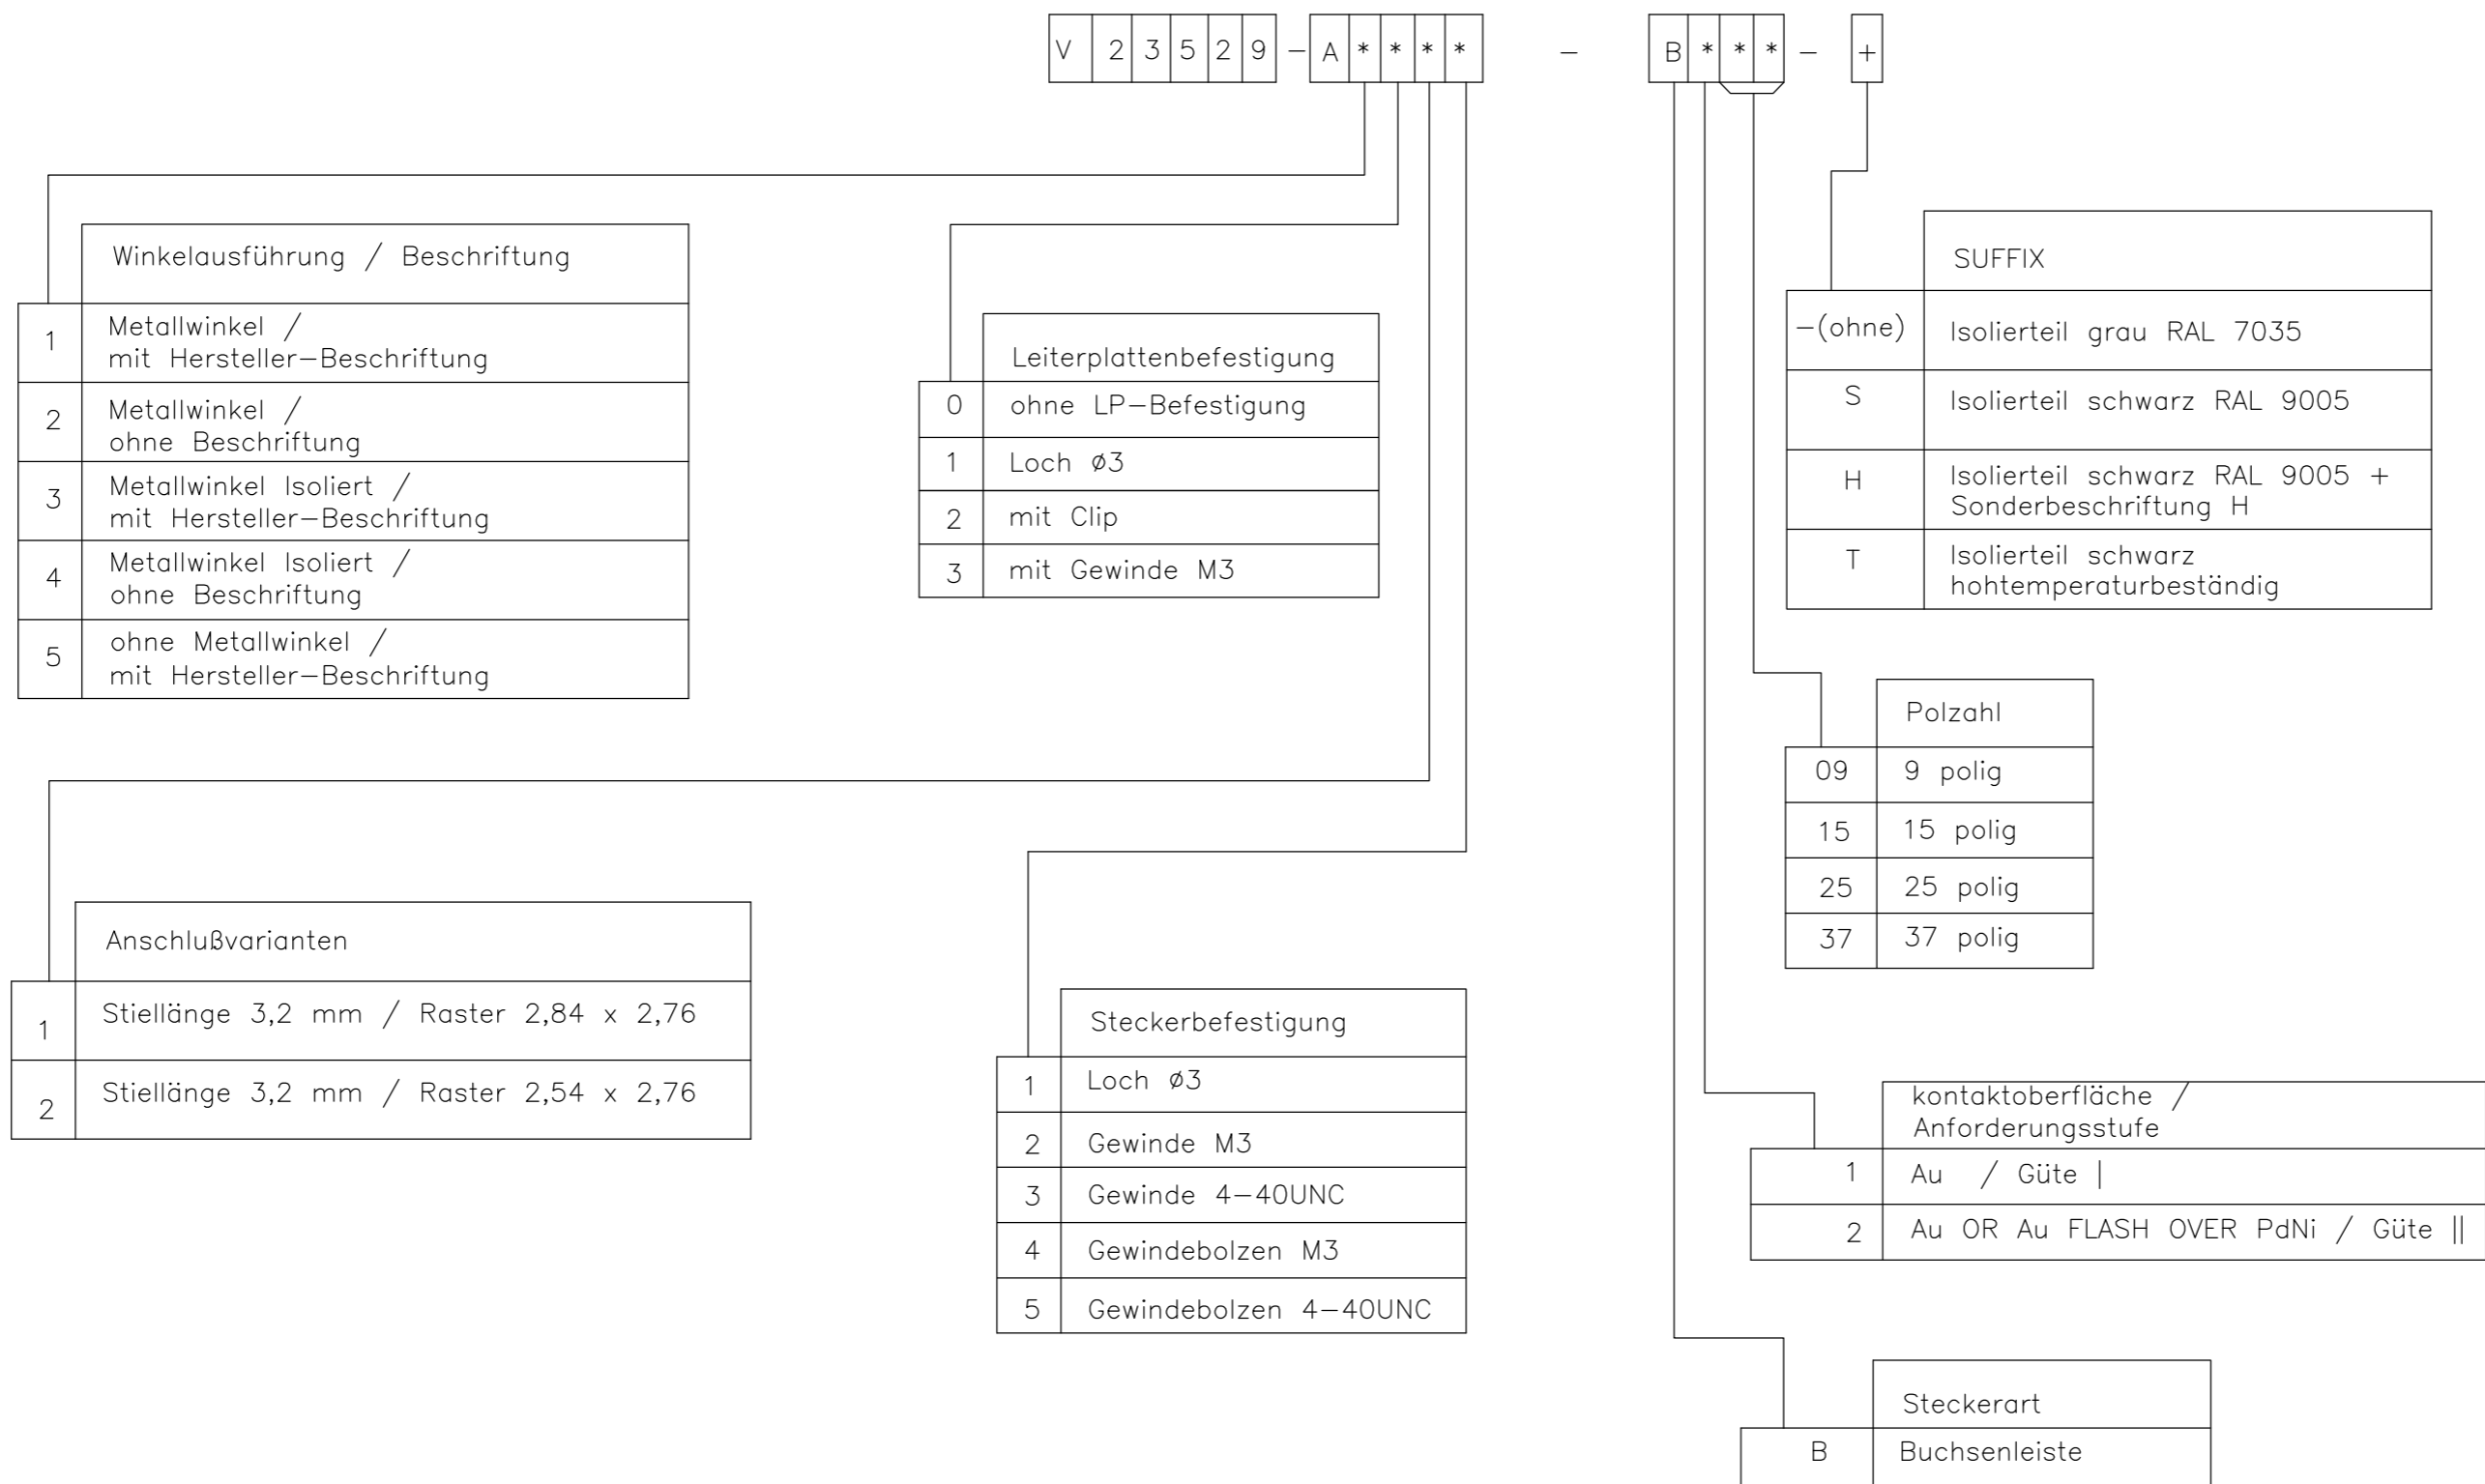 V 2 3 5 2 9 - A * * * * - B * * * - +
Winkelausführung / Beschriftung
1 Metallwinkel /
mit Hersteller-Beschriftung
2 Metallwinkel /
ohne Beschriftung
3 Metallwinkel Isoliert /
mit Hersteller-Beschriftung
4 Metallwinkel Isoliert /
ohne Beschriftung
5 ohne Metallwinkel /
mit Hersteller-Beschriftung
Leiterplattenbefestigung
0 ohne LP-Befestigung
1 Loch ø3
2 mit Clip
3 mit Gewinde M3
SUFFIX
-(ohne) Isolierteil grau RAL 7035
S Isolierteil schwarz RAL 9005
H Isolierteil schwarz RAL 9005 +
Sonderbeschriftung H
T Isolierteil schwarz
hohtemperaturbeständig
Polzahl
09 9 polig
15 15 polig
25 25 polig
37 37 polig
Anschlußvarianten
1 Stiellänge 3,2 mm / Raster 2,84 x 2,76
2 Stiellänge 3,2 mm / Raster 2,54 x 2,76
Steckerbefestigung
1 Loch ø3
2 Gewinde M3
3 Gewinde 4-40UNC
4 Gewindebolzen M3
5 Gewindebolzen 4-40UNC
kontaktoberfläche /
Anforderungsstufe
1 Au / Güte |
2 Au OR Au FLASH OVER PdNi / Güte ||
Steckerart
B Buchsenleiste